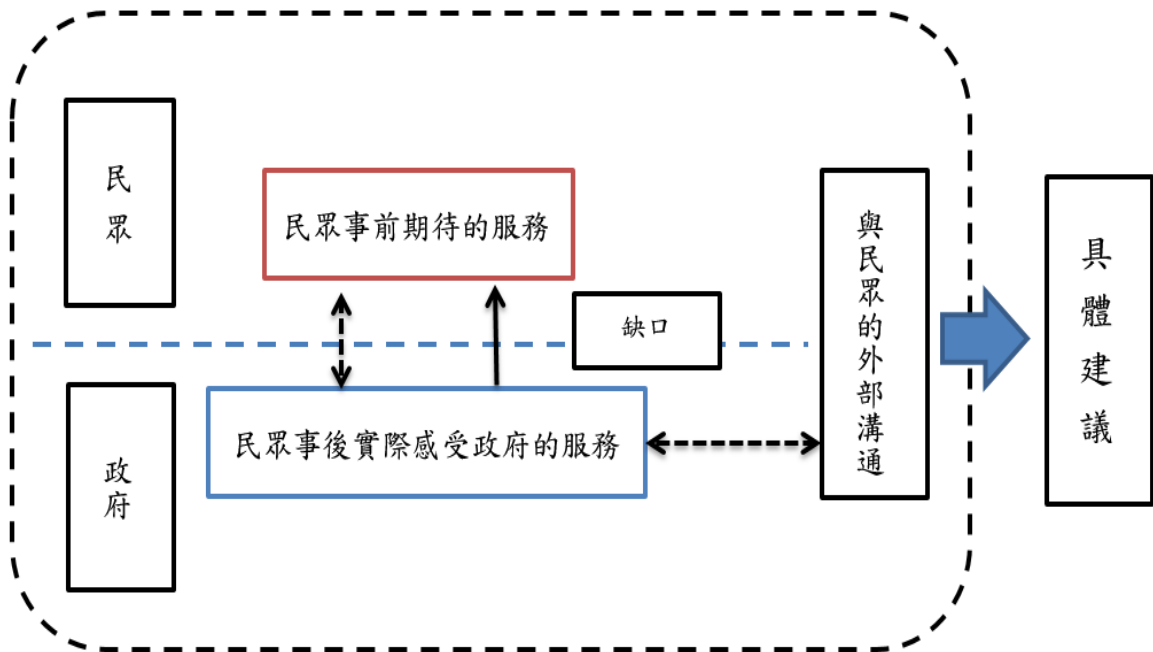 民眾
民眾事前期待的服務
缺口
政府
民眾事後實際感受政府的服務
與民眾的外部溝通
具體建議